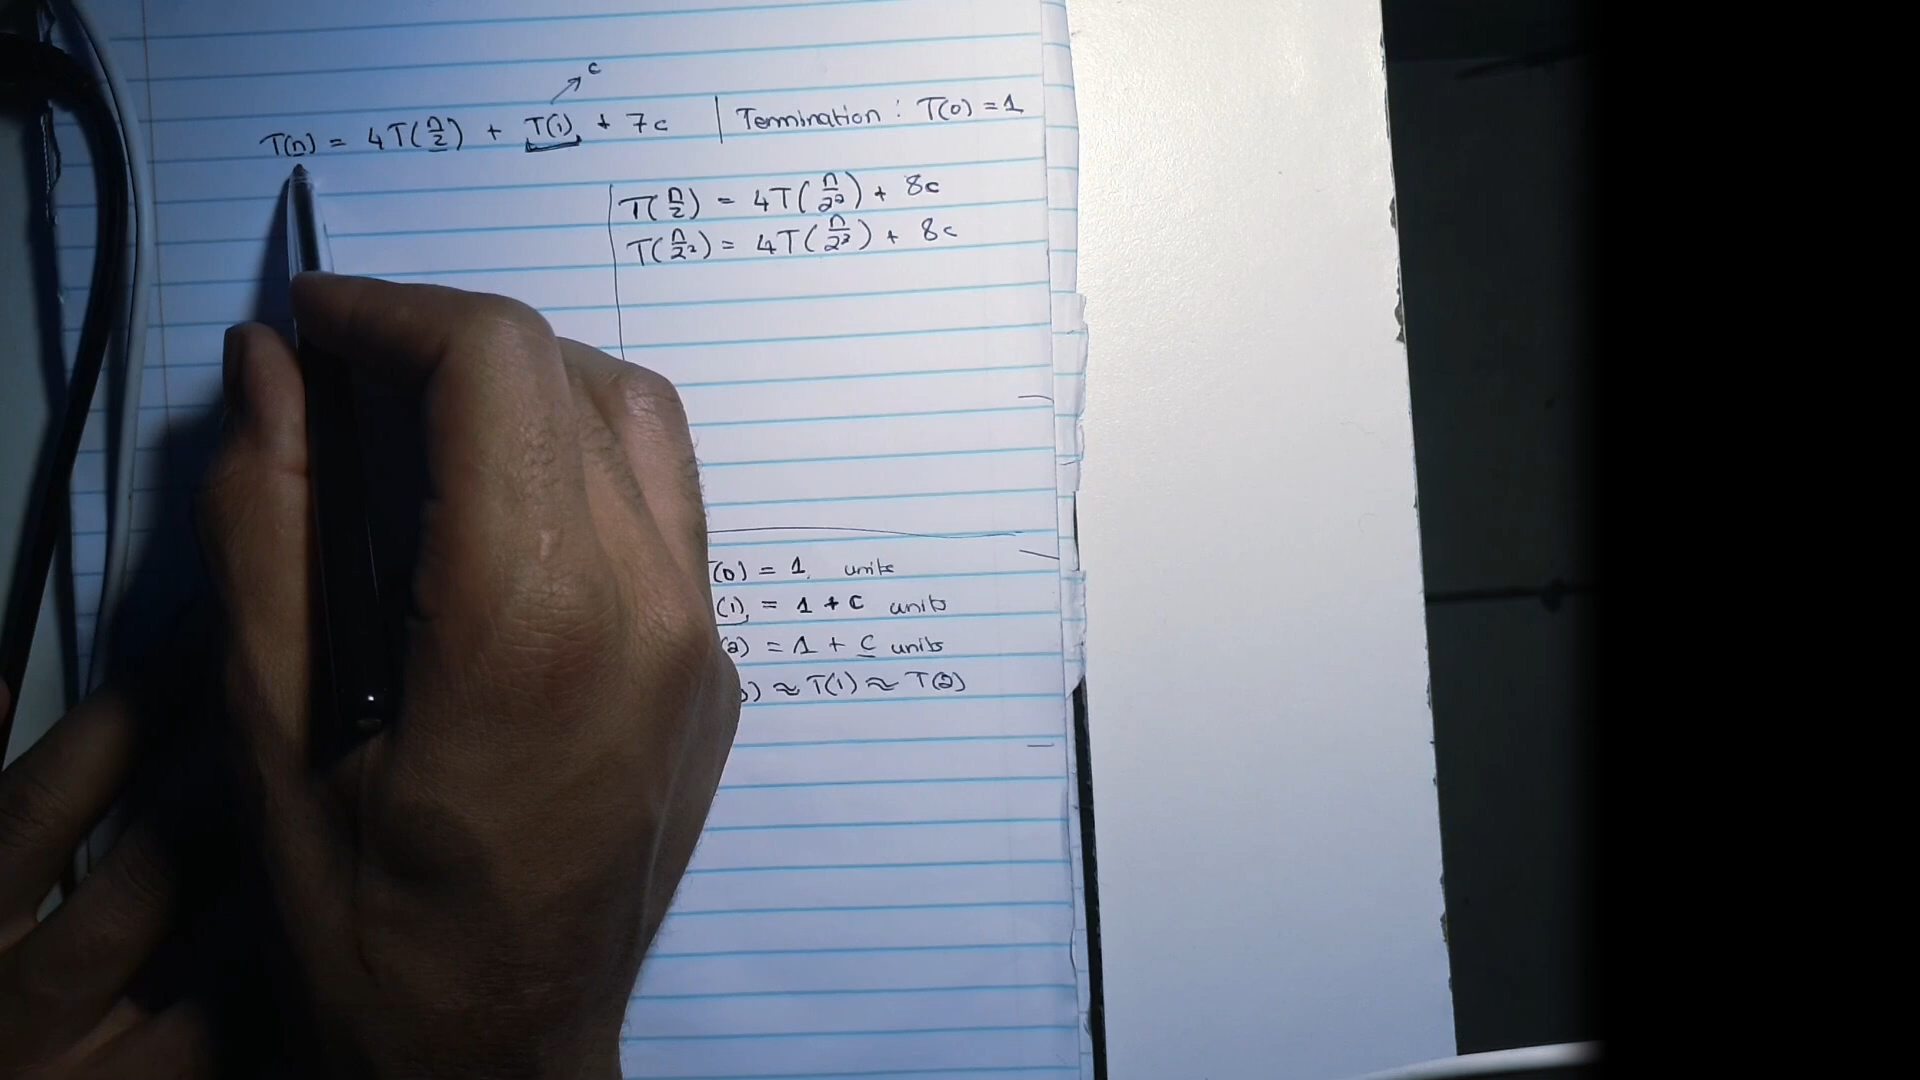 c
T(n) = 4T(n/2) + T(1) + 7c | Termination : T(0) = 1
T(n/2) = 4T(n/2²) + 8c
T(n/2²) = 4T(n/2³) + 8c
(0) = 1 units
(1) = 1 + c units
(2) = 1 + c units
) ≈ T(1) ≈ T(2)